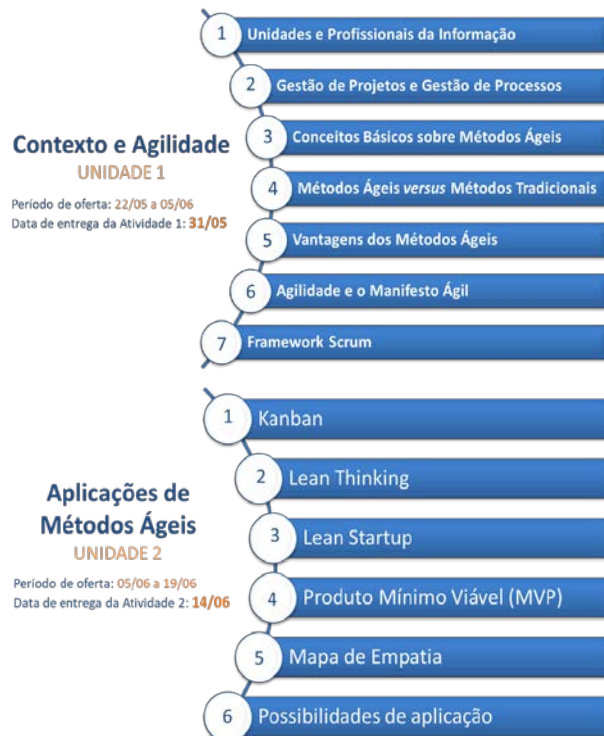 Contexto e Agilidade
UNIDADE 1
Período de oferta: 22/05 a 05/06
Data de entrega da Atividade 1: 31/05
1 Unidades e Profissionais da Informação
2 Gestão de Projetos e Gestão de Processos
3 Conceitos Básicos sobre Métodos Ágeis
4 Métodos Ágeis versus Métodos Tradicionais
5 Vantagens dos Métodos Ágeis
6 Agilidade e o Manifesto Ágil
7 Framework Scrum
Aplicações de
Métodos Ágeis
UNIDADE 2
Período de oferta: 05/06 a 19/06
Data de entrega da Atividade 2: 14/06
1 Kanban
2 Lean Thinking
3 Lean Startup
4 Produto Mínimo Viável (MVP)
5 Mapa de Empatia
6 Possibilidades de aplicação